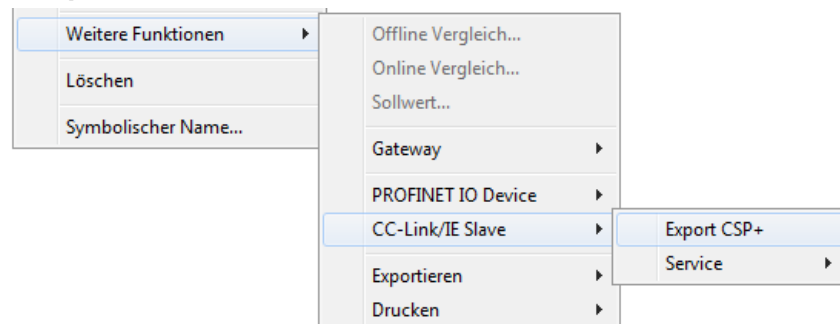 Weitere Funktionen
Löschen
Symbolischer Name...
Offline Vergleich...
Online Vergleich...
Sollwert...
Gateway
PROFINET IO Device
CC-Link/IE Slave
Exportieren
Drucken
Export CSP+
Service